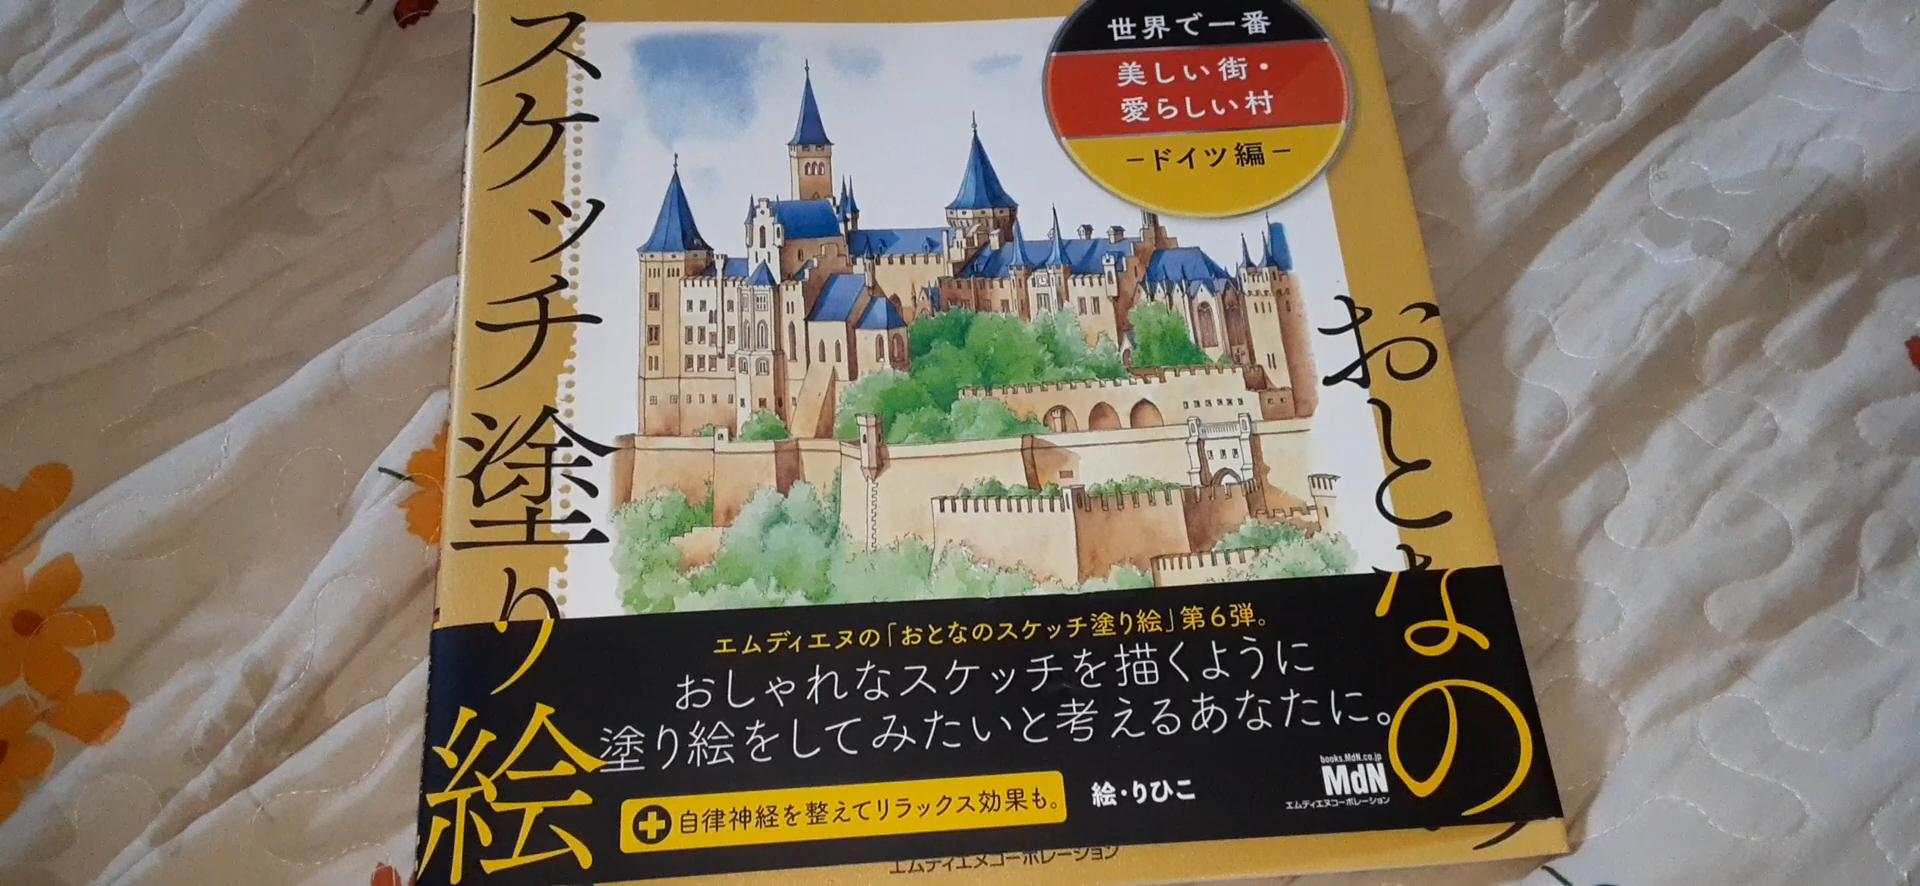 おとなの
スケッチ塗り絵
世界で一番
美しい街・
愛らしい村
−ドイツ編−
エムディエヌの「おとなのスケッチ塗り絵」第6弾。
おしゃれなスケッチを描くように
塗り絵をしてみたいと考えるあなたに。
自律神経を整えてリラックス効果も。
絵・りひこ
books.MdN.co.jp
MdN
エムディエヌコーポレーション
エムディエヌコーポレーション